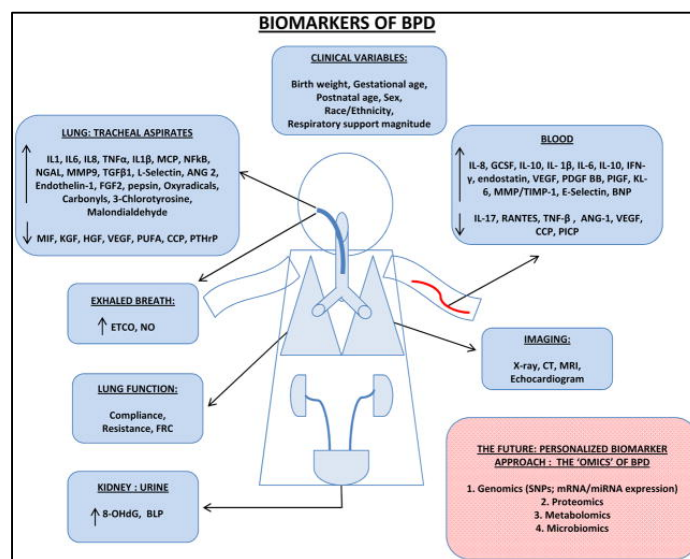 BIOMARKERS OF BPD
CLINICAL VARIABLES:
Birth weight, Gestational age,
Postnatal age, Sex,
Race/Ethnicity,
Respiratory support magnitude
LUNG: TRACHEAL ASPIRATES
IL1, IL6, IL8, TNFα, IL1β, MCP, NFkB,
NGAL, MMP9, TGFβ1, L-Selectin, ANG 2,
Endothelin-1, FGF2, pepsin, Oxyradicals,
Carbonyls, 3-Chlorotyrosine,
Malondialdehyde
MIF, KGF, HGF, VEGF, PUFA, CCP, PTHrP
BLOOD
IL-8, GCSF, IL-10, IL- 1β, IL-6, IL-10, IFN-
γ, endostatin, VEGF, PDGF BB, PIGF, KL-
6, MMP/TIMP-1, E-Selectin, BNP
IL-17, RANTES, TNF-β , ANG-1, VEGF,
CCP, PICP
EXHALED BREATH:
ETCO, NO
IMAGING:
X-ray, CT, MRI,
Echocardiogram
LUNG FUNCTION:
Compliance,
Resistance, FRC
KIDNEY : URINE
8-OHdG, BLP
THE FUTURE: PERSONALIZED BIOMARKER
APPROACH : THE 'OMICS' OF BPD
1. Genomics (SNPs; mRNA/miRNA expression)
2. Proteomics
3. Metabolomics
4. Microbiomics